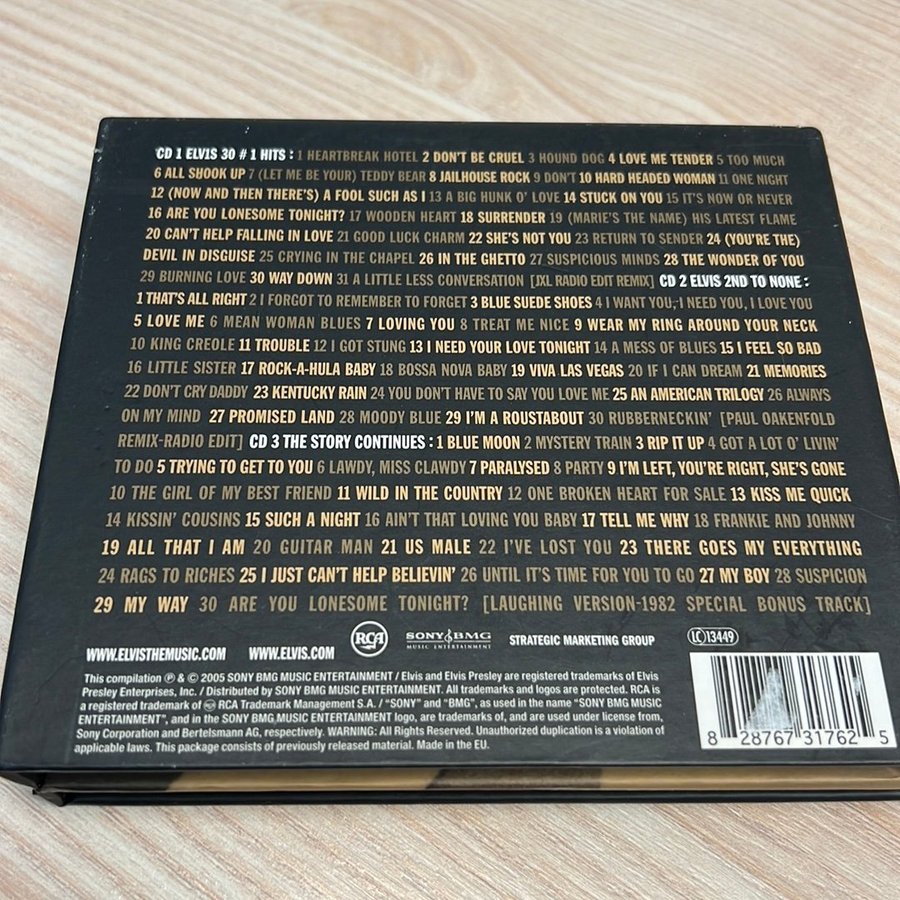 CD 1 ELV1S 30 # 1 HITS : 1 HEARTBREAK HOTEL 2 DON'T BE CRUEL 3 HOUND DOG 4 LOVE ME TENDER 5 TOO MUCH
6 ALL SHOOK UP 7 (LET ME BE YOUR) TEDDY BEAR 8 JAILHOUSE ROCK 9 DON'T 10 HARD HEADED WOMAN 11 ONE NIGHT
12 (NOW AND THEN THERE'S) A FOOL SUCH AS I 13 A BIG HUNK O' LOVE 14 STUCK ON YOU 15 IT'S NOW OR NEVER
16 ARE YOU LONESOME TONIGHT? 17 WOODEN HEART 18 SURRENDER 19 (MARIE'S THE NAME) HIS LATEST FLAME
20 CAN'T HELP FALLING IN LOVE 21 GOOD LUCK CHARM 22 SHE'S NOT YOU 23 RETURN TO SENDER 24 (YOU'RE THE)
DEVIL IN DISGUISE 25 CRYING IN THE CHAPEL 26 IN THE GHETTO 27 SUSPICIOUS MINDS 28 THE WONDER OF YOU
29 BURNING LOVE 30 WAY DOWN 31 A LITTLE LESS CONVERSATION [JXL RADIO EDIT REMIX] CD 2 ELVIS 2ND TO NONE :
1 THAT'S ALL RIGHT 2 I FORGOT TO REMEMBER TO FORGET 3 BLUE SUEDE SHOES 4 I WANT YOU, I NEED YOU, I LOVE YOU
5 LOVE ME 6 MEAN WOMAN BLUES 7 LOVING YOU 8 TREAT ME NICE 9 WEAR MY RING AROUND YOUR NECK
10 KING CREOLE 11 TROUBLE 12 I GOT STUNG 13 I NEED YOUR LOVE TONIGHT 14 A MESS OF BLUES 15 I FEEL SO BAD
16 LITTLE SISTER 17 ROCK-A-HULA BABY 18 BOSSA NOVA BABY 19 VIVA LAS VEGAS 20 IF I CAN DREAM 21 MEMORIES
22 DON'T CRY DADDY 23 KENTUCKY RAIN 24 YOU DON'T HAVE TO SAY YOU LOVE ME 25 AN AMERICAN TRILOGY 26 ALWAYS
ON MY MIND 27 PROMISED LAND 28 MOODY BLUE 29 I'M A ROUSTABOUT 30 RUBBERNECKIN' [PAUL OAKENFOLD
REMIX-RADIO EDIT] CD 3 THE STORY CONTINUES : 1 BLUE MOON 2 MYSTERY TRAIN 3 RIP IT UP 4 GOT A LOT O' LIVIN'
TO DO 5 TRYING TO GET TO YOU 6 LAWDY, MISS CLAWDY 7 PARALYSED 8 PARTY 9 I'M LEFT, YOU'RE RIGHT, SHE'S GONE
10 THE GIRL OF MY BEST FRIEND 11 WILD IN THE COUNTRY 12 ONE BROKEN HEART FOR SALE 13 KISS ME QUICK
14 KISSIN' COUSINS 15 SUCH A NIGHT 16 AIN'T THAT LOVING YOU BABY 17 TELL ME WHY 18 FRANKIE AND JOHNNY
19 ALL THAT I AM 20 GUITAR MAN 21 US MALE 22 I'VE LOST YOU 23 THERE GOES MY EVERYTHING
24 RAGS TO RICHES 25 I JUST CAN'T HELP BELIEVIN' 26 UNTIL IT'S TIME FOR YOU TO GO 27 MY BOY 28 SUSPICION
29 MY WAY 30 ARE YOU LONESOME TONIGHT? [LAUGHING VERSION-1982 SPECIAL BONUS TRACK]
WWW.ELVISTHEMUSIC.COM WWW.ELVIS.COM RCA SONY BMG MUSIC ENTERTAINMENT STRATEGIC MARKETING GROUP LC 13449
This compilation ℗ & © 2005 SONY BMG MUSIC ENTERTAINMENT / Elvis and Elvis Presley are registered trademarks of Elvis
Presley Enterprises, Inc. / Distributed by SONY BMG MUSIC ENTERTAINMENT. All trademarks and logos are protected. RCA is
a registered trademark of RCA RCA Trademark Management S.A. / "SONY" and "BMG", as used in the name "SONY BMG MUSIC
ENTERTAINMENT", and in the SONY BMG MUSIC ENTERTAINMENT logo, are trademarks of, and are used under license from,
Sony Corporation and Bertelsmann AG, respectively. WARNING: All Rights Reserved. Unauthorized duplication is a violation of
applicable laws. This package consists of previously released material. Made in the EU.
8 28767 31762 5